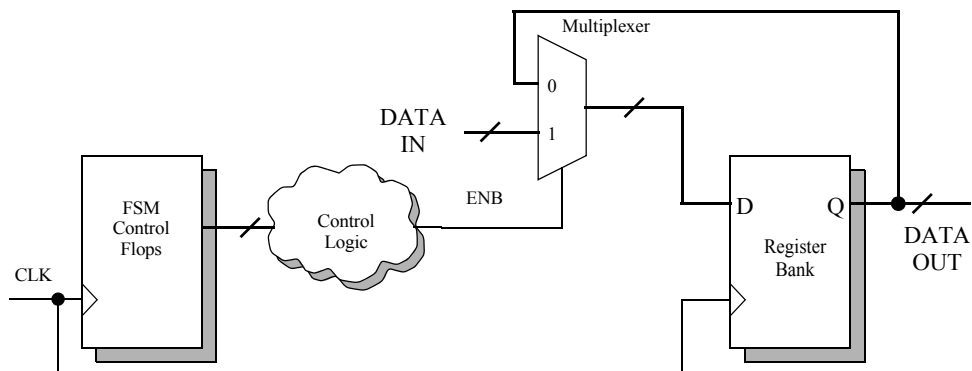 Multiplexer
0
DATA
IN
1
FSM
Control
Flops
Control
Logic
ENB
D
Q
Register
Bank
DATA
OUT
CLK